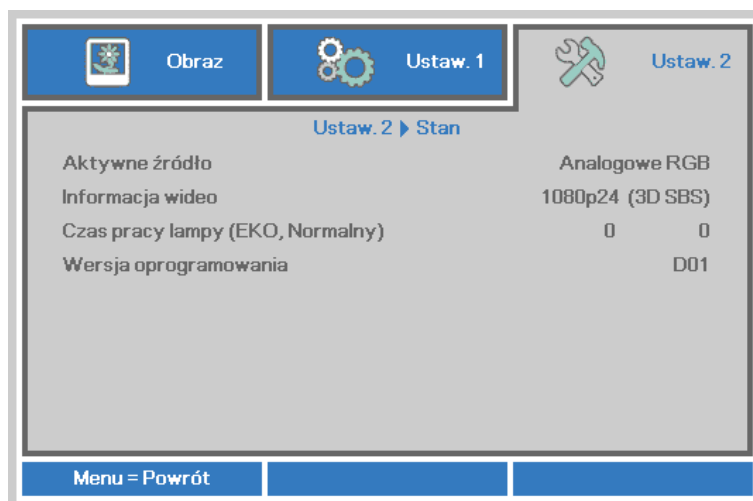 Obraz Ustaw. 1 Ustaw. 2
Ustaw. 2 Stan
Aktywne źródło Analogowe RGB
Informacja wideo 1080p24 (3D SBS)
Czas pracy lampy (EKO, Normalny) 0 0
Wersja oprogramowania D01
Menu = Powrót